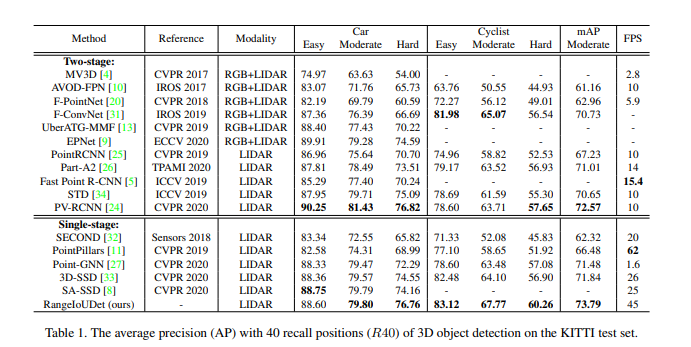 Method Reference Modality Car Cyclist mAP FPS
Easy Moderate Hard Easy Moderate Hard Moderate
Two-stage:
MV3D [4] CVPR 2017 RGB+LIDAR 74.97 63.63 54.00 - - - - 2.8
AVOD-FPN [10] IROS 2017 RGB+LIDAR 83.07 71.76 65.73 63.76 50.55 44.93 61.16 10
F-PointNet [20] CVPR 2018 RGB+LIDAR 82.19 69.79 60.59 72.27 56.12 49.01 62.96 5.9
F-ConvNet [31] IROS 2019 RGB+LIDAR 87.36 76.39 66.69 81.98 65.07 56.54 70.73 -
UberATG-MMF [13] CVPR 2019 RGB+LIDAR 88.40 77.43 70.22 - - - - -
EPNet [9] ECCV 2020 RGB+LIDAR 89.91 79.28 74.59 - - - - -
PointRCNN [25] CVPR 2019 LIDAR 86.96 75.64 70.70 74.96 58.82 52.53 67.23 10
Part-A2 [26] TPAMI 2020 LIDAR 87.81 78.49 73.51 79.17 63.52 56.93 71.01 14
Fast Point R-CNN [5] ICCV 2019 LIDAR 85.29 77.40 70.24 - - - - 15.4
STD [34] ICCV 2019 LIDAR 87.95 79.71 75.09 78.69 61.59 55.30 70.65 10
PV-RCNN [24] CVPR 2020 LIDAR 90.25 81.43 76.82 78.60 63.71 57.65 72.57 10
Single-stage:
SECOND [32] Sensors 2018 LIDAR 83.34 72.55 65.82 71.33 52.08 45.83 62.32 20
PointPillars [11] CVPR 2019 LIDAR 82.58 74.31 68.99 77.10 58.65 51.92 66.48 62
Point-GNN [27] CVPR 2020 LIDAR 88.33 79.47 72.29 78.60 63.48 57.08 71.48 1.6
3D-SSD [33] CVPR 2020 LIDAR 88.36 79.57 74.55 82.48 64.10 56.90 71.84 26
SA-SSD [8] CVPR 2020 LIDAR 88.75 79.79 74.16 - - - - 25
RangeIoUDet (ours) - LIDAR 88.60 79.80 76.76 83.12 67.77 60.26 73.79 45
Table 1. The average precision (AP) with 40 recall positions (R40) of 3D object detection on the KITTI test set.